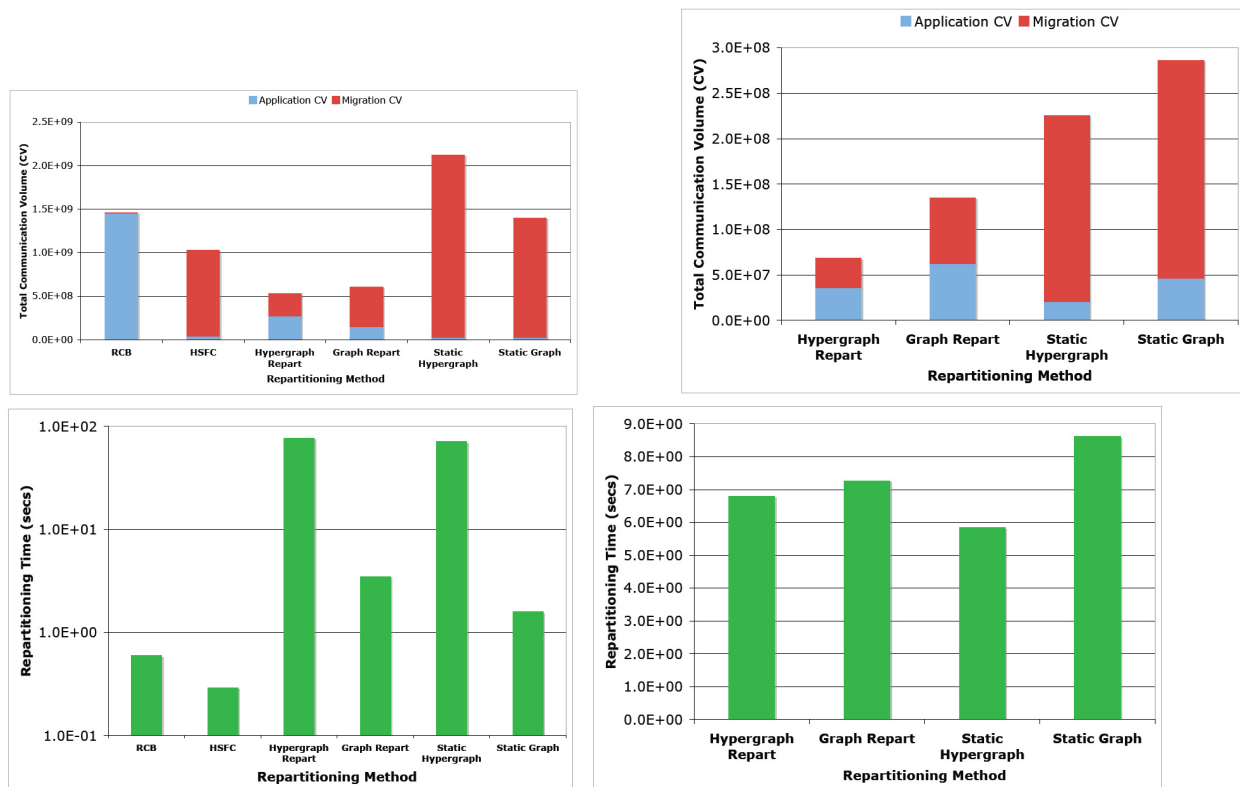 Application CV Migration CV
Total Communication Volume (CV)
2.5E+09
2.0E+09
1.5E+09
1.0E+09
5.0E+08
0.0E+00
RCB HSFC Hypergraph Repart Graph Repart Static Hypergraph Static Graph
Repartitioning Method
Application CV Migration CV
Total Communication Volume (CV)
3.0E+08
2.5E+08
2.0E+08
1.5E+08
1.0E+08
5.0E+07
0.0E+00
Hypergraph Repart Graph Repart Static Hypergraph Static Graph
Repartitioning Method
Repartitioning Time (secs)
1.0E+02
1.0E+01
1.0E+00
1.0E-01
RCB HSFC Hypergraph Repart Graph Repart Static Hypergraph Static Graph
Repartitioning Method
Repartitioning Time (secs)
9.0E+00
8.0E+00
7.0E+00
6.0E+00
5.0E+00
4.0E+00
3.0E+00
2.0E+00
1.0E+00
0.0E+00
Hypergraph Repart Graph Repart Static Hypergraph Static Graph
Repartitioning Method